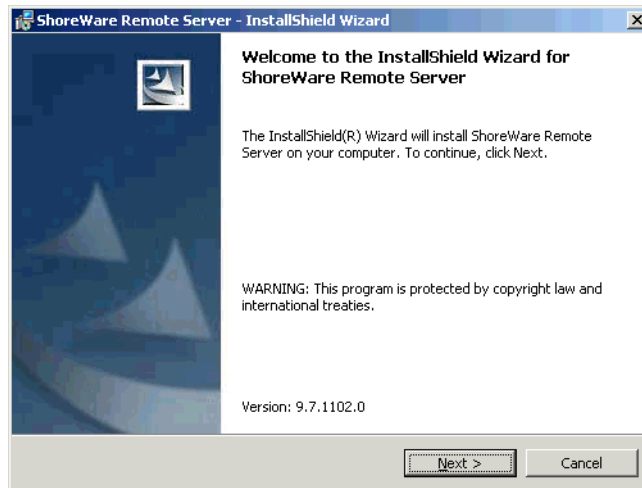 ShoreWare Remote Server - InstallShield Wizard
Welcome to the InstallShield Wizard for
ShoreWare Remote Server
The InstallShield(R) Wizard will install ShoreWare Remote
Server on your computer. To continue, click Next.
WARNING: This program is protected by copyright law and
international treaties.
Version: 9.7.1102.0
Next >
Cancel